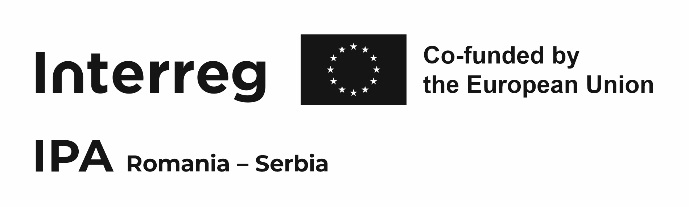 Interreg
Co-funded by
the European Union
IPA Romania – Serbia